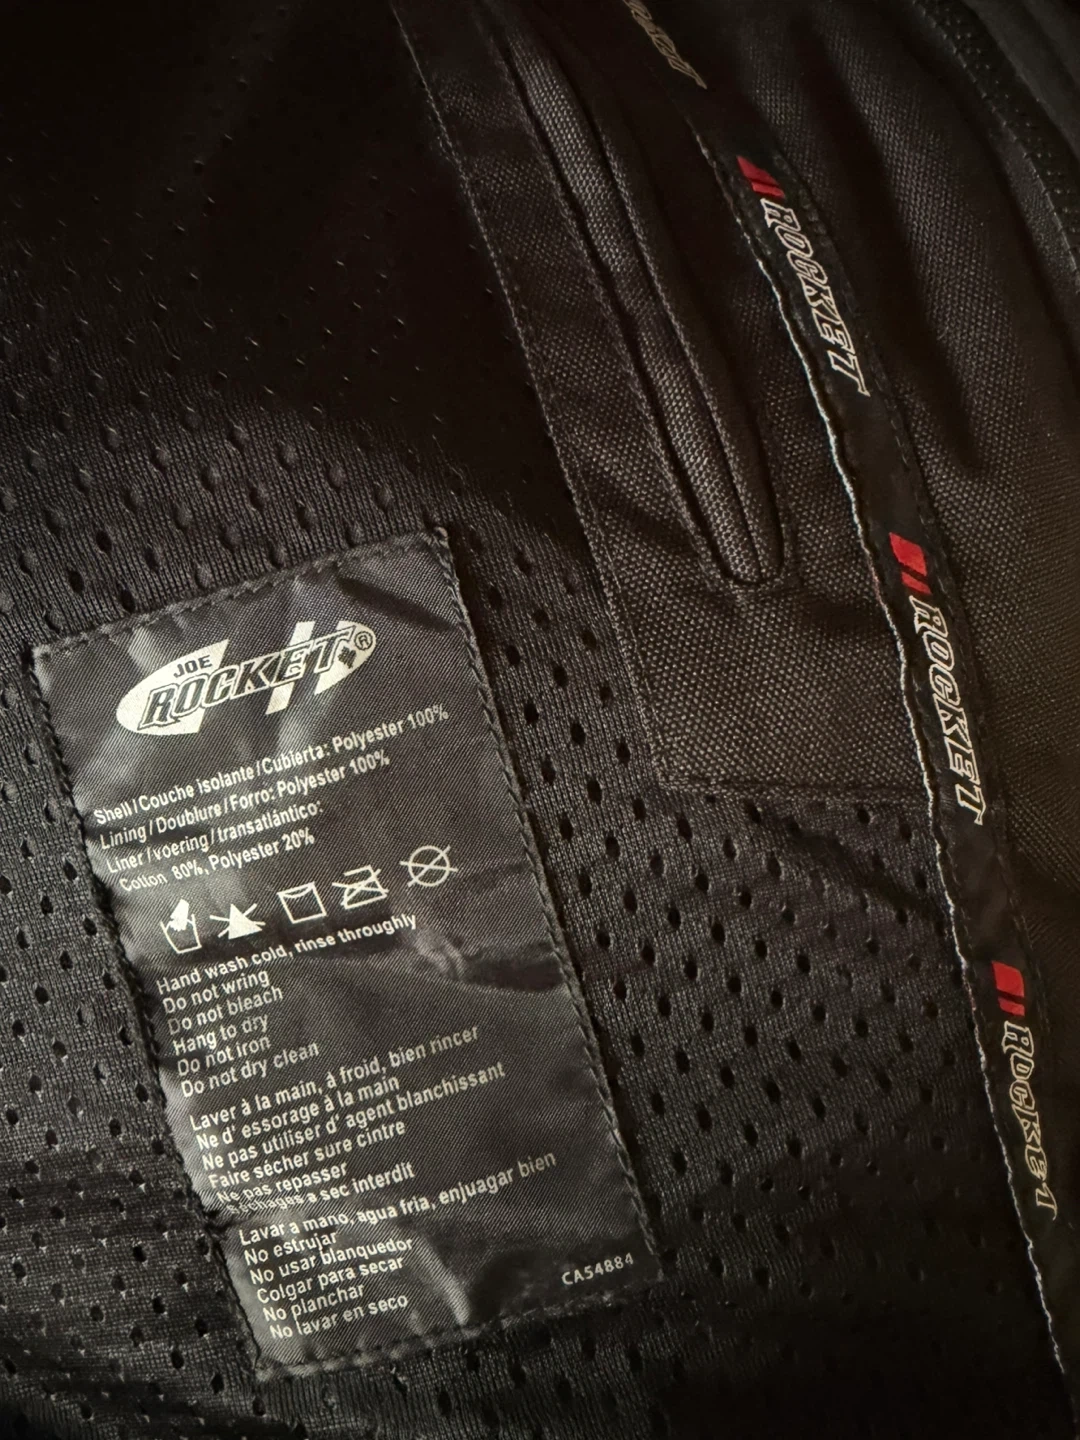 JOE
ROCKET®
Shell/Couche isolante/Cubierta: Polyester 100%
Lining/Doublure/Forro: Polyester 100%
Liner/voering/transatlántico:
Cotton 80%, Polyester 20%
Hand wash cold, rinse throughly
Do not wring
Do not bleach
Hang to dry
Do not iron
Do not dry clean
Laver à la main, à froid, bien rincer
Ne d' essorage à la main
Ne pas utiliser d' agent blanchissant
Faire sécher sure cintre
Ne pas repasser
Séchages a sec interdit
Lavar a mano, agua fria, enjuagar bien
No estrujar
No usar blanquedor
Colgar para secar
No planchar
No lavar en seco
CA54884
ROCKET
ROCKET
ROCKET